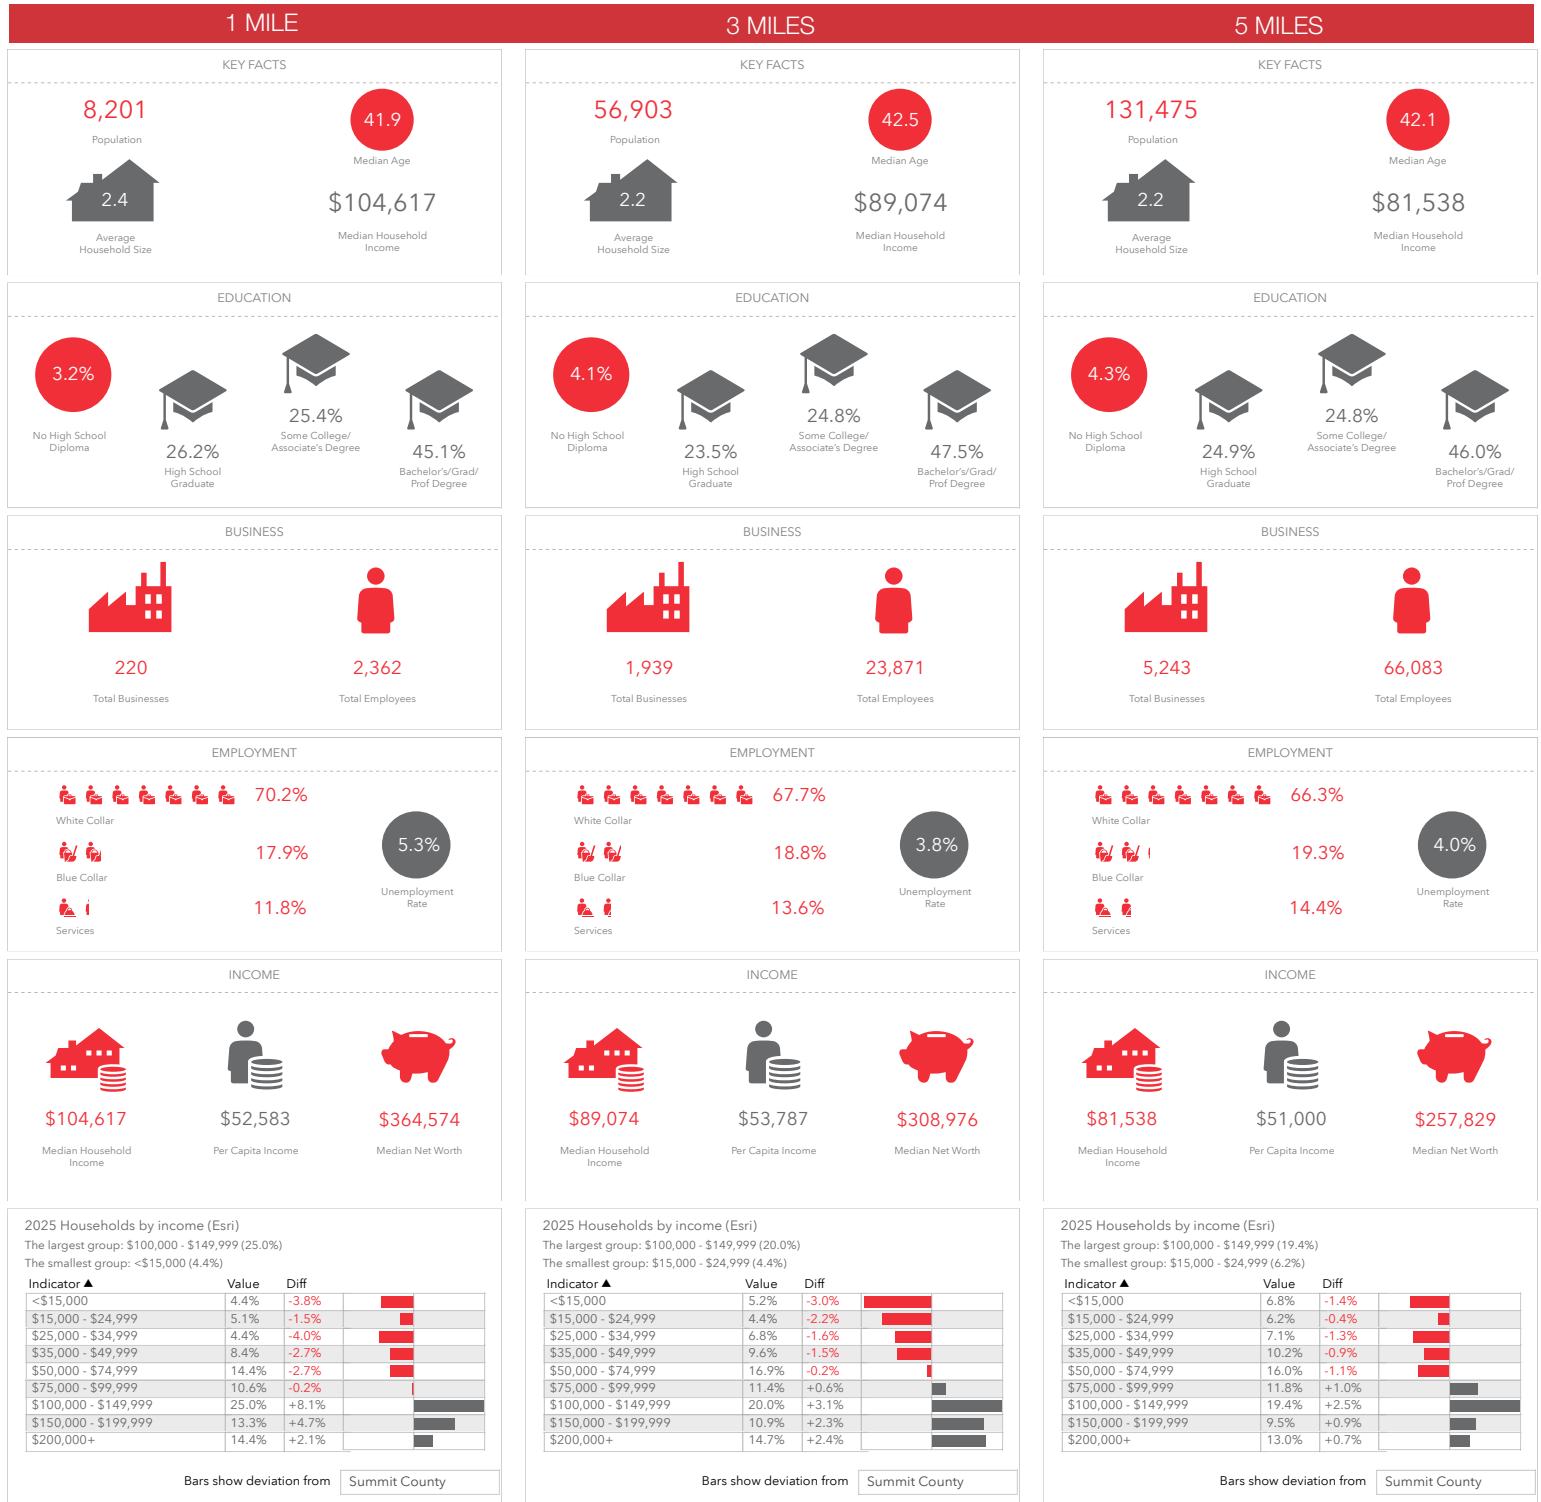 1 MILE
3 MILES
5 MILES
KEY FACTS
8,201
Population
41.9
Median Age
2.4
Average
Household Size
$104,617
Median Household
Income
EDUCATION
3.2%
No High School
Diploma
26.2%
High School
Graduate
25.4%
Some College/
Associate's Degree
45.1%
Bachelor's/Grad/
Prof Degree
BUSINESS
220
Total Businesses
2,362
Total Employees
EMPLOYMENT
70.2%
White Collar
17.9%
Blue Collar
11.8%
Services
5.3%
Unemployment
Rate
INCOME
$104,617
Median Household
Income
$52,583
Per Capita Income
$364,574
Median Net Worth
2025 Households by income (Esri)
The largest group: $100,000 - $149,999 (25.0%)
The smallest group: <$15,000 (4.4%)
Indicator ▲ Value Diff
<$15,000 4.4% -3.8%
$15,000 - $24,999 5.1% -1.5%
$25,000 - $34,999 4.4% -4.0%
$35,000 - $49,999 8.4% -2.7%
$50,000 - $74,999 14.4% -2.7%
$75,000 - $99,999 10.6% -0.2%
$100,000 - $149,999 25.0% +8.1%
$150,000 - $199,999 13.3% +4.7%
$200,000+ 14.4% +2.1%
Bars show deviation from Summit County
KEY FACTS
56,903
Population
42.5
Median Age
2.2
Average
Household Size
$89,074
Median Household
Income
EDUCATION
4.1%
No High School
Diploma
23.5%
High School
Graduate
24.8%
Some College/
Associate's Degree
47.5%
Bachelor's/Grad/
Prof Degree
BUSINESS
1,939
Total Businesses
23,871
Total Employees
EMPLOYMENT
67.7%
White Collar
18.8%
Blue Collar
13.6%
Services
3.8%
Unemployment
Rate
INCOME
$89,074
Median Household
Income
$53,787
Per Capita Income
$308,976
Median Net Worth
2025 Households by income (Esri)
The largest group: $100,000 - $149,999 (20.0%)
The smallest group: $15,000 - $24,999 (4.4%)
Indicator ▲ Value Diff
<$15,000 5.2% -3.0%
$15,000 - $24,999 4.4% -2.2%
$25,000 - $34,999 6.8% -1.6%
$35,000 - $49,999 9.6% -1.5%
$50,000 - $74,999 16.9% -0.2%
$75,000 - $99,999 11.4% +0.6%
$100,000 - $149,999 20.0% +3.1%
$150,000 - $199,999 10.9% +2.3%
$200,000+ 14.7% +2.4%
Bars show deviation from Summit County
KEY FACTS
131,475
Population
42.1
Median Age
2.2
Average
Household Size
$81,538
Median Household
Income
EDUCATION
4.3%
No High School
Diploma
24.9%
High School
Graduate
24.8%
Some College/
Associate's Degree
46.0%
Bachelor's/Grad/
Prof Degree
BUSINESS
5,243
Total Businesses
66,083
Total Employees
EMPLOYMENT
66.3%
White Collar
19.3%
Blue Collar
14.4%
Services
4.0%
Unemployment
Rate
INCOME
$81,538
Median Household
Income
$51,000
Per Capita Income
$257,829
Median Net Worth
2025 Households by income (Esri)
The largest group: $100,000 - $149,999 (19.4%)
The smallest group: $15,000 - $24,999 (6.2%)
Indicator ▲ Value Diff
<$15,000 6.8% -1.4%
$15,000 - $24,999 6.2% -0.4%
$25,000 - $34,999 7.1% -1.3%
$35,000 - $49,999 10.2% -0.9%
$50,000 - $74,999 16.0% -1.1%
$75,000 - $99,999 11.8% +1.0%
$100,000 - $149,999 19.4% +2.5%
$150,000 - $199,999 9.5% +0.9%
$200,000+ 13.0% +0.7%
Bars show deviation from Summit County